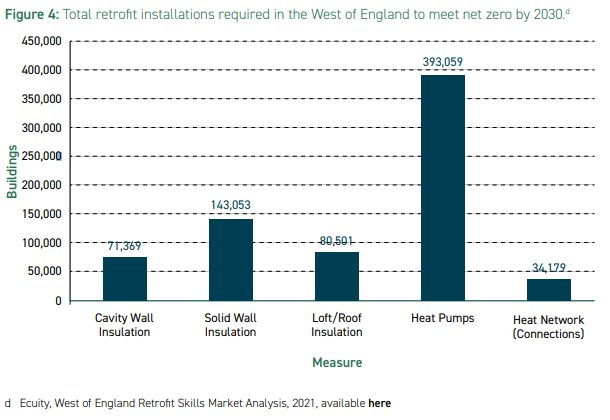 Figure 4: Total retrofit installations required in the West of England to meet net zero by 2030.d
450,000
400,000
350,000
300,000
250,000
200,000
150,000
100,000
50,000
0
Buildings
71,369
143,053
80,501
393,059
34,179
Cavity Wall
Insulation
Solid Wall
Insulation
Loft/Roof
Insulation
Heat Pumps
Heat Network
(Connections)
Measure
d Ecuity, West of England Retrofit Skills Market Analysis, 2021, available here